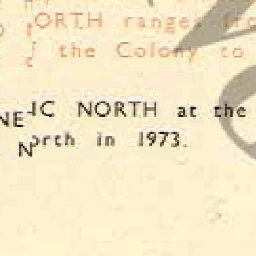 ORTH ranges fro
the Colony to
NE-IC NORTH at the
North in 1973.